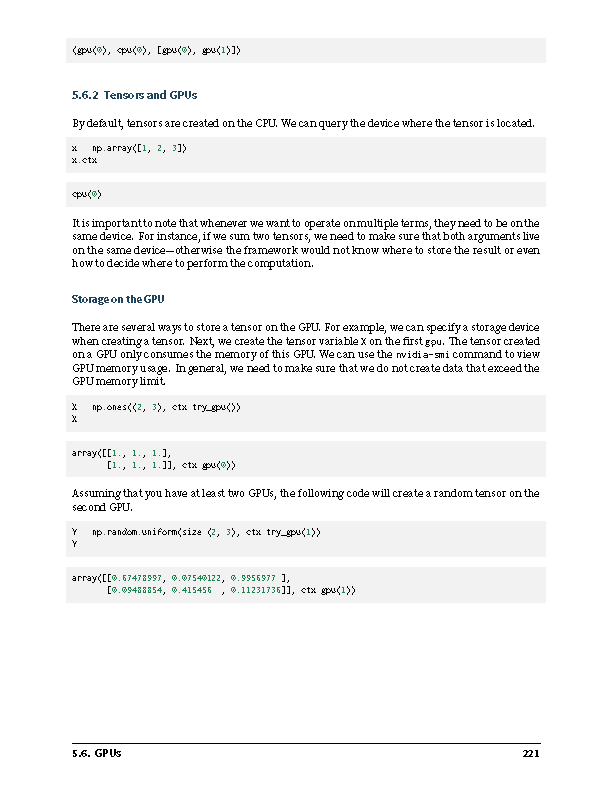 (gpu(0), cpu(0), [gpu(0), gpu(1)])
5.6.2 Tensors and GPUs
By default, tensors are created on the CPU. We can query the device where the tensor is located.
x   np.array([1, 2, 3])
x.ctx
cpu(0)
It is important to note that whenever we want to operate on multiple terms, they need to be on the
same device. For instance, if we sum two tensors, we need to make sure that both arguments live
on the same device—otherwise the framework would not know where to store the result or even
how to decide where to perform the computation.
Storage on the GPU
There are several ways to store a tensor on the GPU. For example, we can specify a storage device
when creating a tensor. Next, we create the tensor variable X on the first gpu. The tensor created
on a GPU only consumes the memory of this GPU. We can use the nvidia-smi command to view
GPU memory usage. In general, we need to make sure that we do not create data that exceed the
GPU memory limit.
X   np.ones((2, 3), ctx try_gpu())
X
array([[1., 1., 1.],
       [1., 1., 1.]], ctx gpu(0))
Assuming that you have at least two GPUs, the following code will create a random tensor on the
second GPU.
Y   np.random.uniform(size (2, 3), ctx try_gpu(1))
Y
array([[0.67478997, 0.07540122, 0.9956977 ],
       [0.09488854, 0.415456  , 0.11231736]], ctx gpu(1))
5.6. GPUs 221